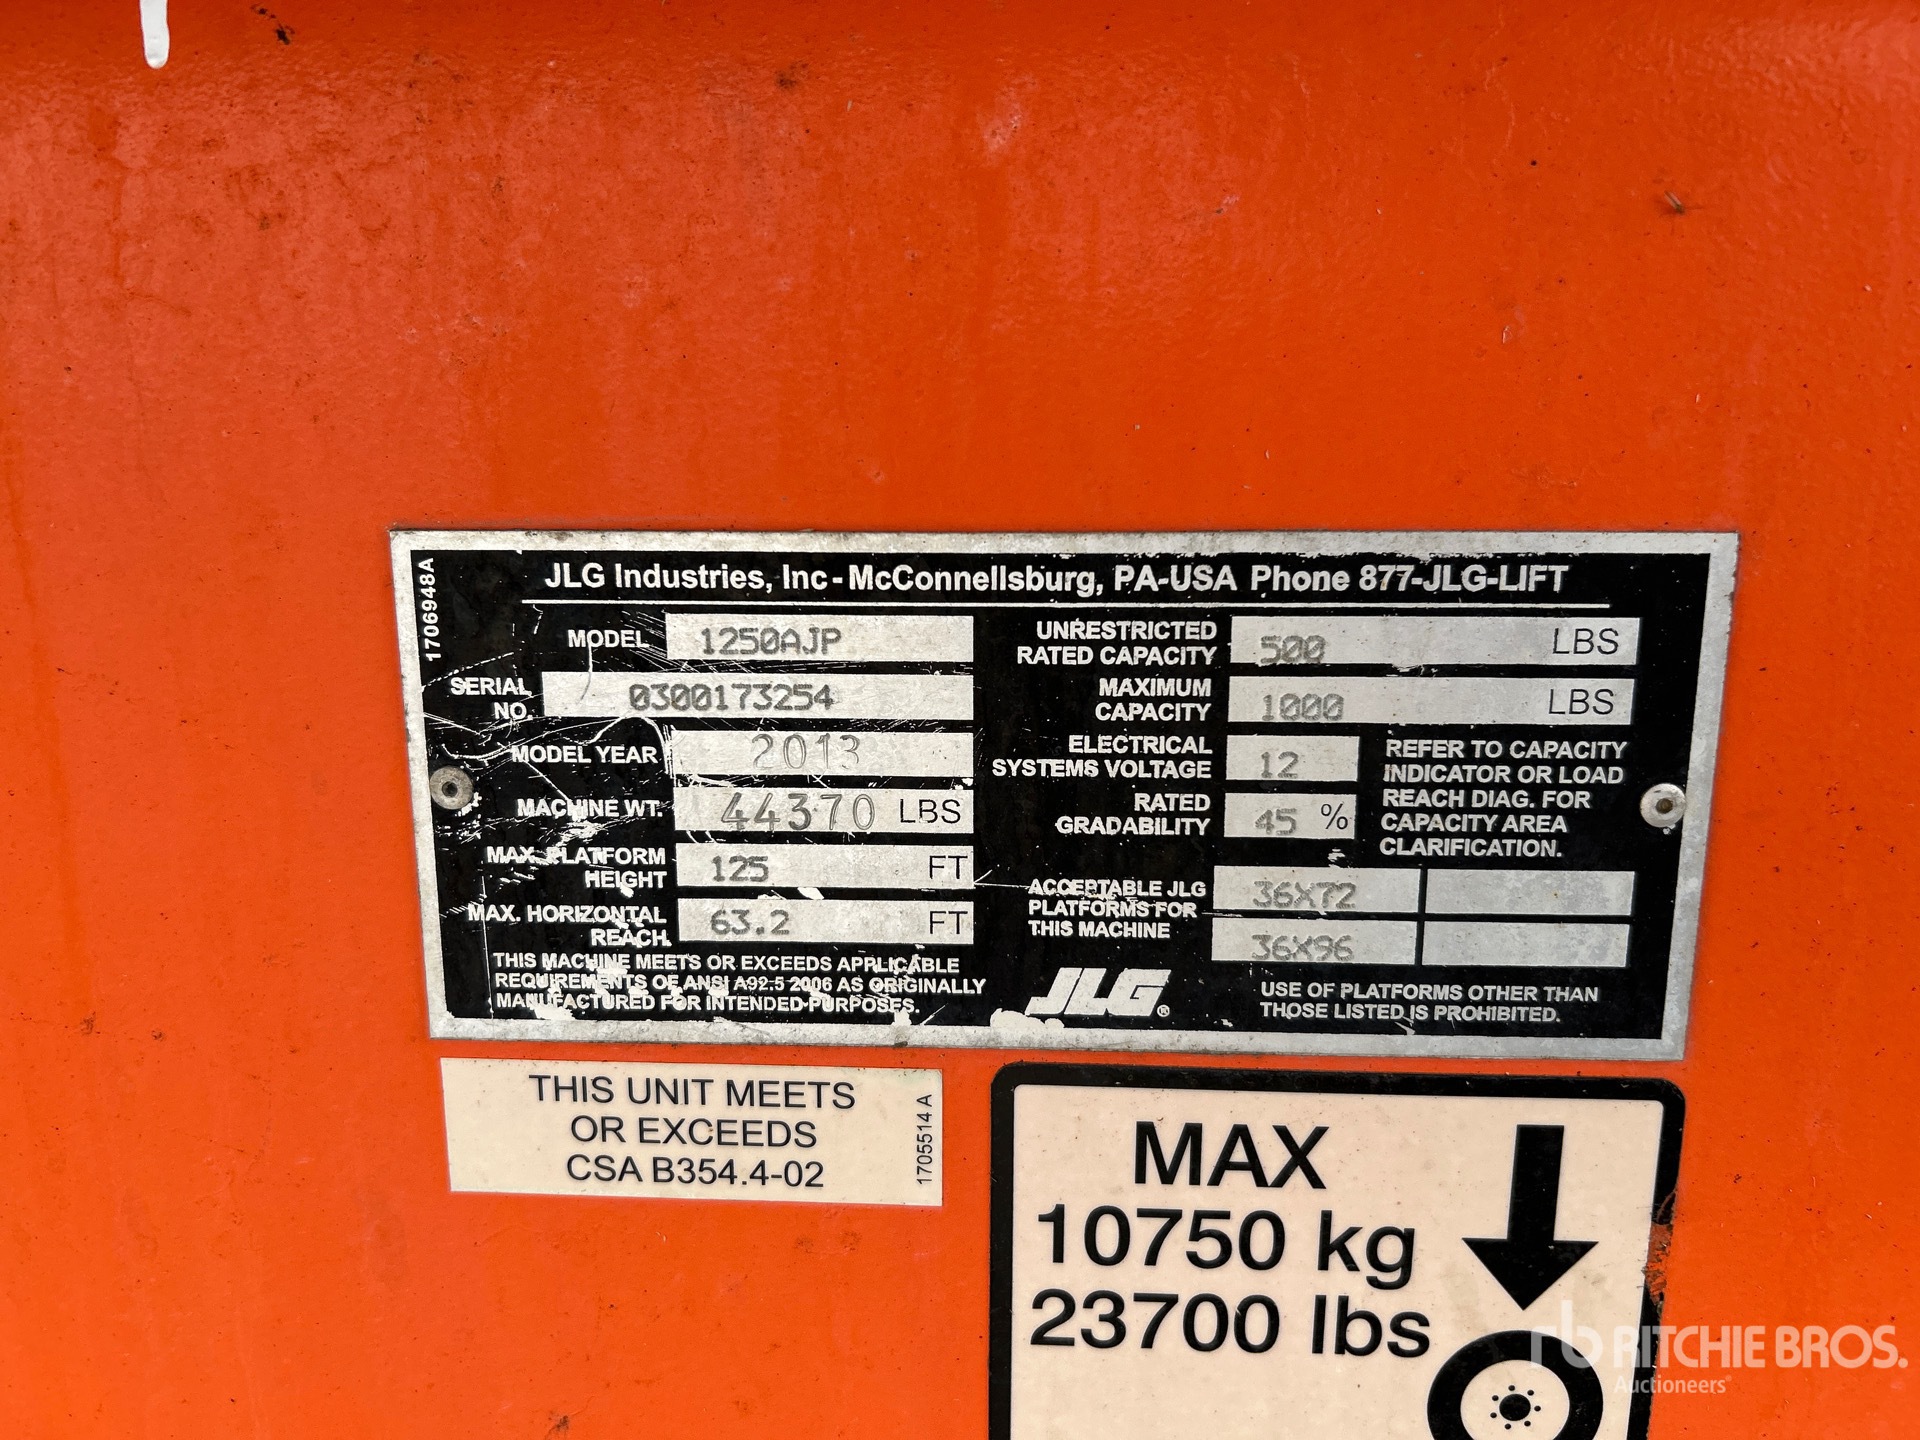 JLG Industries, Inc - McConnellsburg, PA-USA Phone 877-JLG-LIFT
1706948A
MODEL 1250AJP
SERIAL NO. 0300173254
MODEL YEAR 2013
MACHINE WT. 44370 LBS
MAX. PLATFORM HEIGHT 125 FT
MAX. HORIZONTAL REACH 63.2 FT
THIS MACHINE MEETS OR EXCEEDS APPLICABLE
REQUIREMENTS OF ANSI A92.5 2006 AS ORIGINALLY
MANUFACTURED FOR INTENDED PURPOSES.
UNRESTRICTED
RATED CAPACITY 500 LBS
MAXIMUM
CAPACITY 1000 LBS
ELECTRICAL
SYSTEMS VOLTAGE 12
RATED
GRADABILITY 45 %
REFER TO CAPACITY
INDICATOR OR LOAD
REACH DIAG. FOR
CAPACITY AREA
CLARIFICATION.
ACCEPTABLE JLG
PLATFORMS FOR
THIS MACHINE
36X72
36X96
JLG®
USE OF PLATFORMS OTHER THAN
THOSE LISTED IS PROHIBITED.
THIS UNIT MEETS
OR EXCEEDS
CSA B354.4-02
1705514 A
MAX
10750 kg
23700 lbs
rb RITCHIE BROS.
Auctioneers